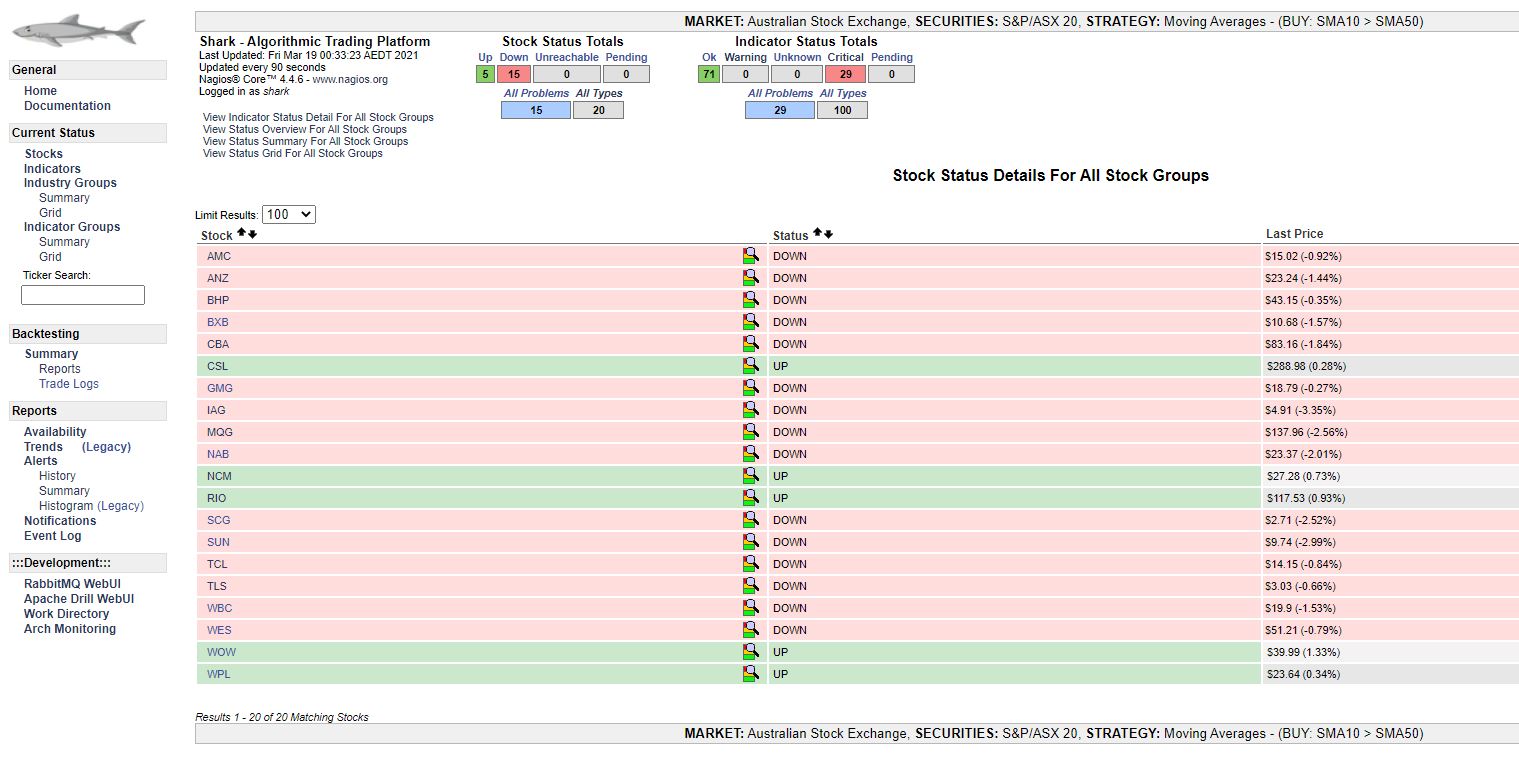 MARKET: Australian Stock Exchange, SECURITIES: S&P/ASX 20, STRATEGY: Moving Averages - (BUY: SMA10 > SMA50)
General
Home
Documentation
Current Status
Stocks
Indicators
Industry Groups
Summary
Grid
Indicator Groups
Summary
Grid
Ticker Search:
Backtesting
Summary
Reports
Trade Logs
Reports
Availability
Trends (Legacy)
Alerts
History
Summary
Histogram (Legacy)
Notifications
Event Log
:::Development:::
RabbitMQ WebUI
Apache Drill WebUI
Work Directory
Arch Monitoring
Shark - Algorithmic Trading Platform
Last Updated: Fri Mar 19 00:33:23 AEDT 2021
Updated every 90 seconds
Nagios® Core™ 4.4.6 - www.nagios.org
Logged in as shark
View Indicator Status Detail For All Stock Groups
View Status Overview For All Stock Groups
View Status Summary For All Stock Groups
View Status Grid For All Stock Groups
Stock Status Totals
Up Down Unreachable Pending
5 15 0 0
All Problems All Types
15 20
Indicator Status Totals
Ok Warning Unknown Critical Pending
71 0 0 29 0
All Problems All Types
29 100
Stock Status Details For All Stock Groups
Limit Results: 100
Stock Status Last Price
AMC DOWN $15.02 (-0.92%)
ANZ DOWN $23.24 (-1.44%)
BHP DOWN $43.15 (-0.35%)
BXB DOWN $10.68 (-1.57%)
CBA DOWN $83.16 (-1.84%)
CSL UP $288.98 (0.28%)
GMG DOWN $18.79 (-0.27%)
IAG DOWN $4.91 (-3.35%)
MQG DOWN $137.96 (-2.56%)
NAB DOWN $23.37 (-2.01%)
NCM UP $27.28 (0.73%)
RIO UP $117.53 (0.93%)
SCG DOWN $2.71 (-2.52%)
SUN DOWN $9.74 (-2.99%)
TCL DOWN $14.15 (-0.84%)
TLS DOWN $3.03 (-0.66%)
WBC DOWN $19.9 (-1.53%)
WES DOWN $51.21 (-0.79%)
WOW UP $39.99 (1.33%)
WPL UP $23.64 (0.34%)
Results 1 - 20 of 20 Matching Stocks
MARKET: Australian Stock Exchange, SECURITIES: S&P/ASX 20, STRATEGY: Moving Averages - (BUY: SMA10 > SMA50)